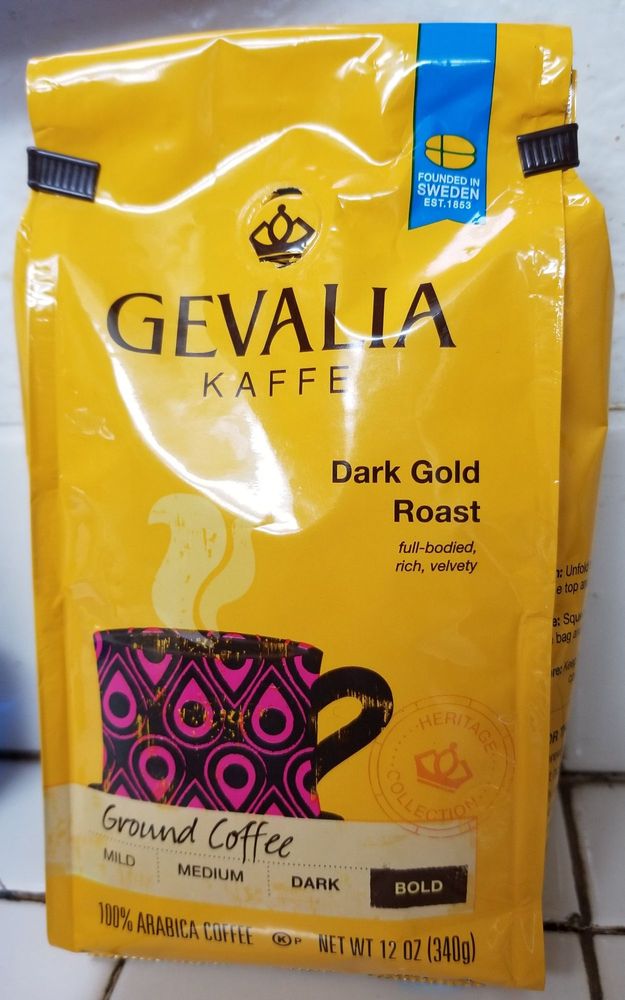 FOUNDED IN
SWEDEN
EST.1853
GEVALIA
KAFFE
Dark Gold
Roast
full-bodied,
rich, velvety
HERITAGE
COLLECTION
Ground Coffee
MILD
MEDIUM
DARK
BOLD
100% ARABICA COFFEE K P NET WT 12 OZ (340g)